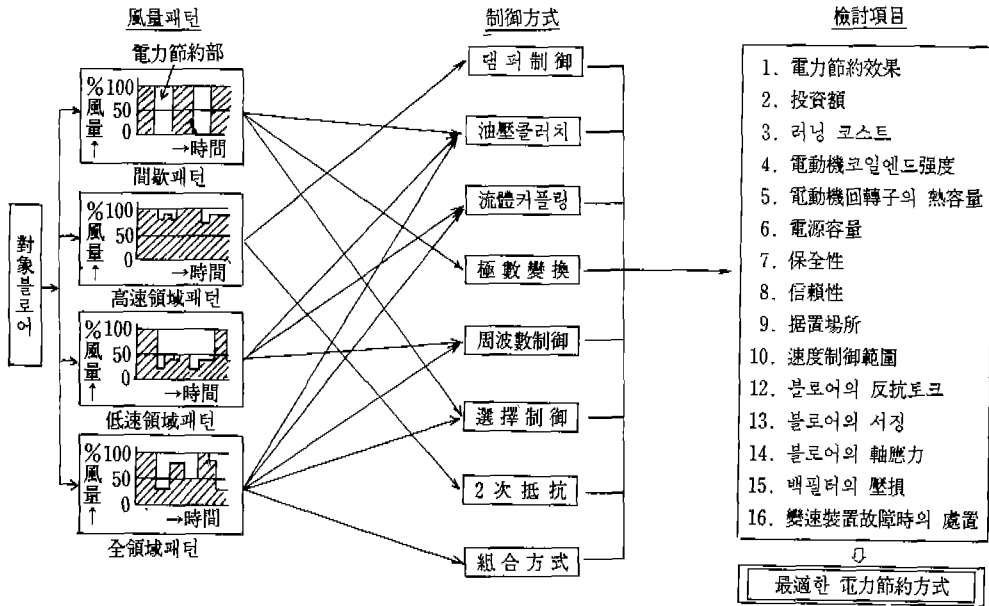 風量패턴
電力節約部
%
風
量
↑
100
50
0
→時間
間歇패턴
%
風
量
↑
100
50
0
→時間
高速領域패턴
%
風
量
↑
100
50
0
→時間
低速領域패턴
%
風
量
↑
100
50
0
→時間
全領域패턴
對象블로어
制御方式
댐퍼制御
油壓클러치
流體커플링
極數變換
周波數制御
選擇制御
2次抵抗
組合方式
檢討項目
1. 電力節約效果
2. 投資額
3. 러닝 코스트
4. 電動機코일엔드强度
5. 電動機回轉子의 熱容量
6. 電源容量
7. 保全性
8. 信賴性
9. 据置場所
10. 速度制御範圍
12. 블로어의 反抗토크
13. 블로어의 서징
14. 블로어의 軸應力
15. 백필터의 壓損
16. 變速裝置故障時의 處置
⇩
最適한 電力節約方式